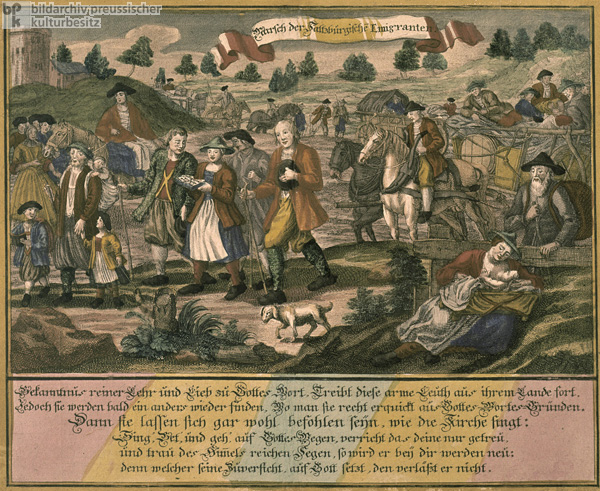 bildarchiv preussischer
bpk kulturbesitz
Marsch der Saltzburgische Emigranten
Bekanntnus reiner Lehr und Lieb zu Gottes Wort, Treibt diese arme Leuth aus ihrem Lande fort,
Jedoch sie werden bald ein anders wieder finden, Wo man sie recht erquickt aus Gottes Wortes Gründen.
Dann sie lassen sich gar wohl befohlen seyn, wie die Kirche singt:
Sing, Bet, und geh auf Gottes Wegen, verricht das deine nur getreu,
und trau des Himels reichen Segen, so wird er bey dir werden neu:
denn welcher seine Zuversicht, auf Gott setzt, den verläst er nicht.